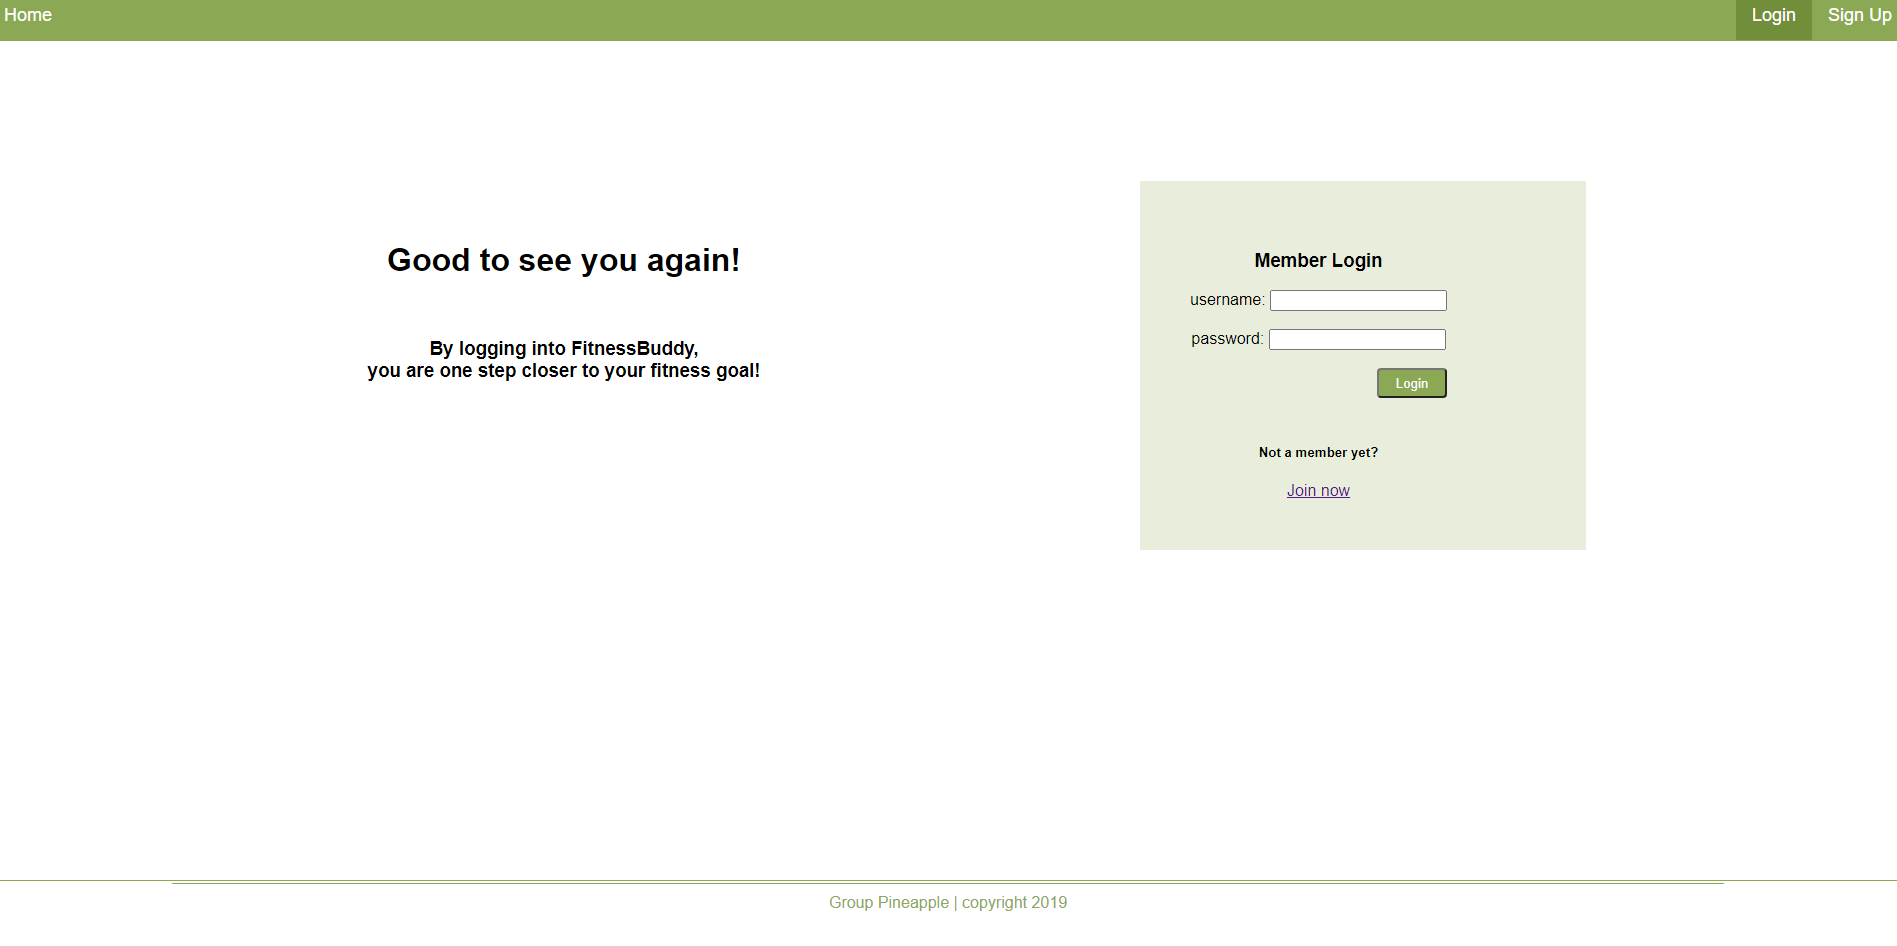 Home
Login
Sign Up
Good to see you again!
By logging into FitnessBuddy,
you are one step closer to your fitness goal!
Member Login
username:
password:
Login
Not a member yet?
Join now
Group Pineapple | copyright 2019